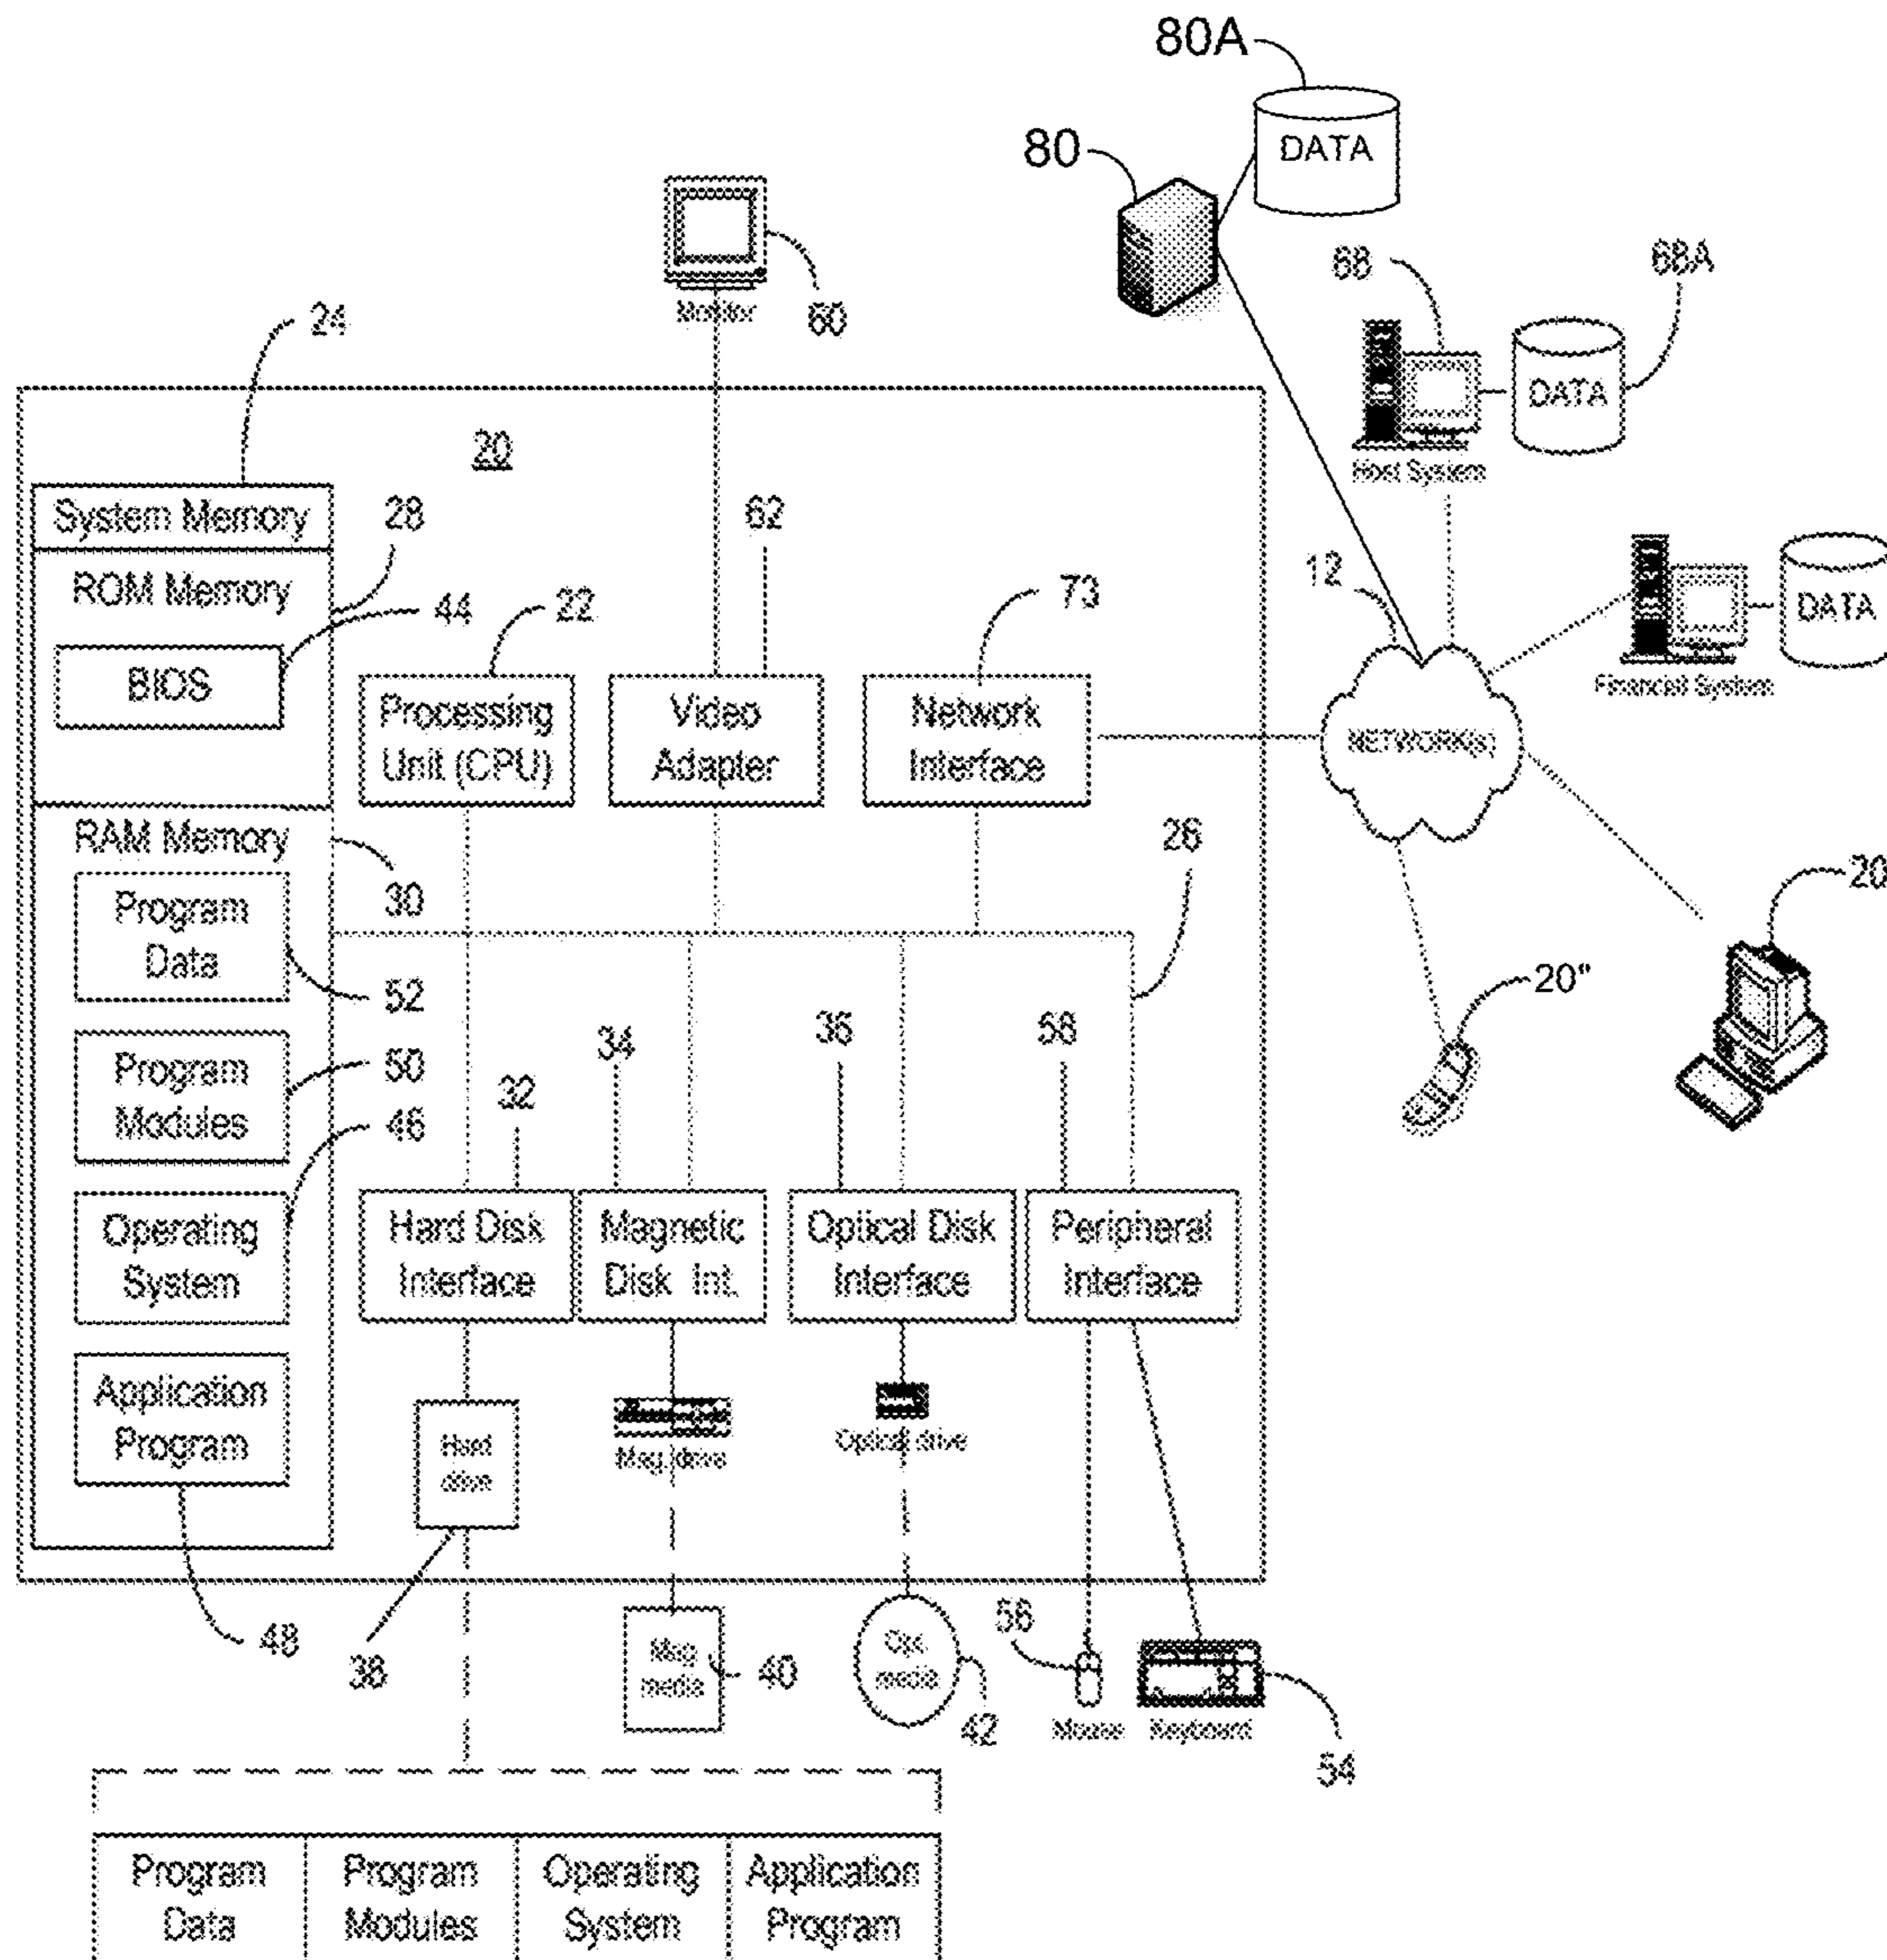 80A
DATA
80
68
68A
DATA
Host System
Monitor
60
24
20
System Memory
28
ROM Memory
44
BIOS
22
62
73
12
Processing
Unit (CPU)
Video
Adapter
Network
Interface
NETWORK(s)
DATA
Financial System
RAM Memory
30
26
Program
Data
52
20
20"
Program
Modules
50
46
32
34
36
58
Operating
System
Hard Disk
Interface
Magnetic
Disk Int.
Optical Disk
Interface
Peripheral
Interface
Application
Program
Hard
drive
Mag. drive
Optical drive
48
38
Mag
media
40
Opt.
media
42
56
Mouse
Keyboard
54
Program
Data
Program
Modules
Operating
System
Application
Program